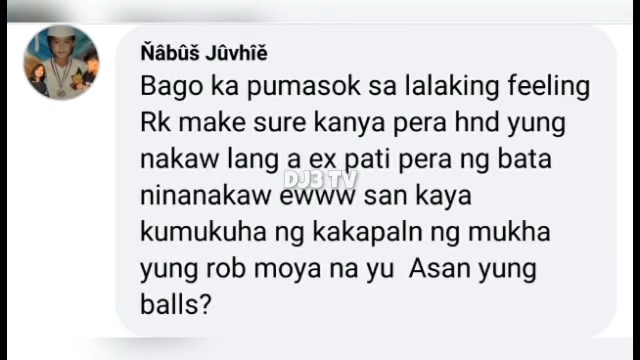 Ňâbûš Jûvhîě
Bago ka pumasok sa lalaking feeling
Rk make sure kanya pera hnd yung
nakaw lang a ex pati pera ng bata
ninanakaw ewww san kaya
DJ3 TV
kumukuha ng kakapaln ng mukha
yung rob moya na yu Asan yung
balls?